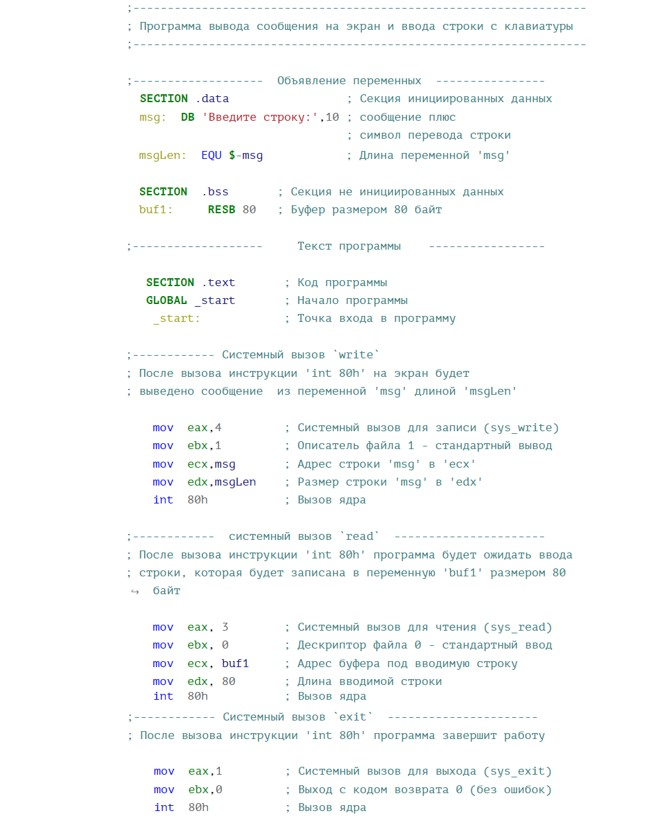 ;------------------------------------------------------------------
; Программа вывода сообщения на экран и ввода строки с клавиатуры
;------------------------------------------------------------------
;------------------- Объявление переменных ----------------
SECTION .data ; Секция инициированных данных
msg: DB 'Введите строку:',10 ; сообщение плюс
; символ перевода строки
msgLen: EQU $-msg ; Длина переменной 'msg'
SECTION .bss ; Секция не инициированных данных
buf1: RESB 80 ; Буфер размером 80 байт
;------------------- Текст программы -----------------
SECTION .text ; Код программы
GLOBAL _start ; Начало программы
_start: ; Точка входа в программу
;------------ Системный вызов `write`
; После вызова инструкции 'int 80h' на экран будет
; выведено сообщение из переменной 'msg' длиной 'msgLen'
mov eax,4 ; Системный вызов для записи (sys_write)
mov ebx,1 ; Описатель файла 1 - стандартный вывод
mov ecx,msg ; Адрес строки 'msg' в 'ecx'
mov edx,msgLen ; Размер строки 'msg' в 'edx'
int 80h ; Вызов ядра
;------------ системный вызов `read` ----------------------
; После вызова инструкции 'int 80h' программа будет ожидать ввода
; строки, которая будет записана в переменную 'buf1' размером 80
↪ байт
mov eax, 3 ; Системный вызов для чтения (sys_read)
mov ebx, 0 ; Дескриптор файла 0 - стандартный ввод
mov ecx, buf1 ; Адрес буфера под вводимую строку
mov edx, 80 ; Длина вводимой строки
int 80h ; Вызов ядра
;------------ Системный вызов `exit` ----------------------
; После вызова инструкции 'int 80h' программа завершит работу
mov eax,1 ; Системный вызов для выхода (sys_exit)
mov ebx,0 ; Выход с кодом возврата 0 (без ошибок)
int 80h ; Вызов ядра